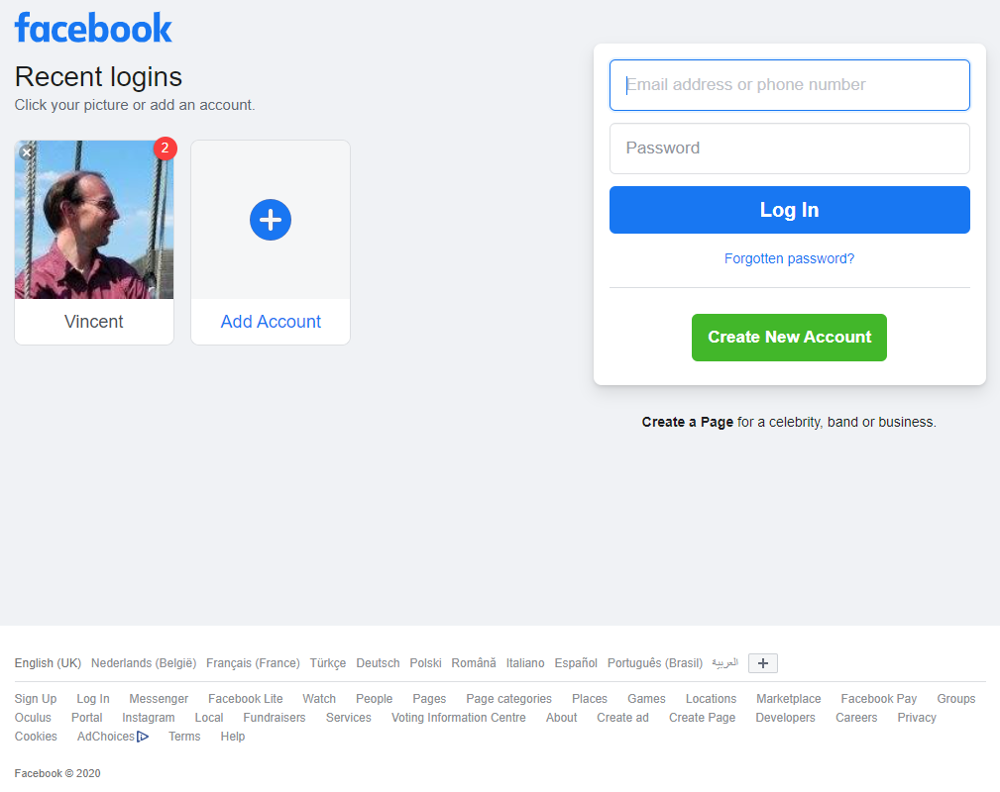 facebook
Recent logins
Click your picture or add an account.
2
Vincent
Add Account
Email address or phone number
Password
Log In
Forgotten password?
Create New Account
Create a Page for a celebrity, band or business.
English (UK) Nederlands (België) Français (France) Türkçe Deutsch Polski Română Italiano Español Português (Brasil) العربية
Sign Up Log In Messenger Facebook Lite Watch People Pages Page categories Places Games Locations Marketplace Facebook Pay Groups
Oculus Portal Instagram Local Fundraisers Services Voting Information Centre About Create ad Create Page Developers Careers Privacy
Cookies AdChoices Terms Help
Facebook © 2020